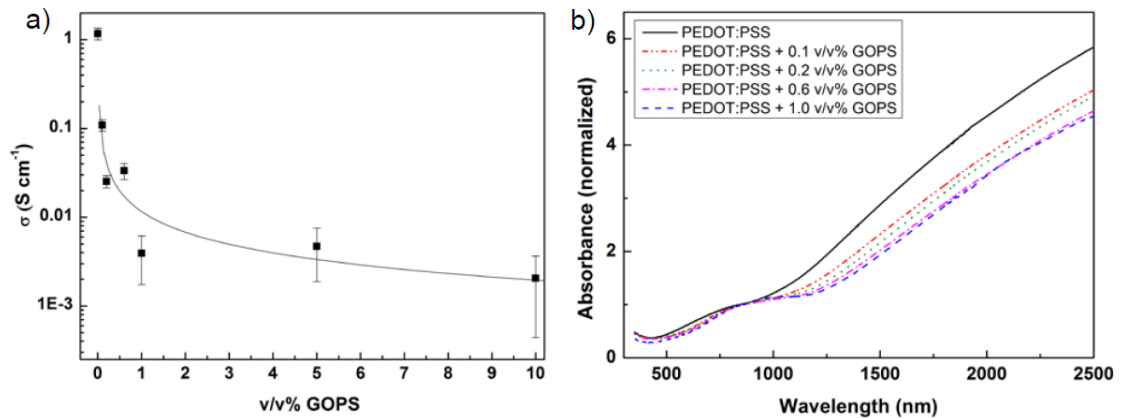 a)
1
0.1
0.01
1E-3
σ (S cm⁻¹)
0 1 2 3 4 5 6 7 8 9 10
v/v% GOPS
b)
PEDOT:PSS
PEDOT:PSS + 0.1 v/v% GOPS
PEDOT:PSS + 0.2 v/v% GOPS
PEDOT:PSS + 0.6 v/v% GOPS
PEDOT:PSS + 1.0 v/v% GOPS
6
4
2
0
Absorbance (normalized)
500 1000 1500 2000 2500
Wavelength (nm)